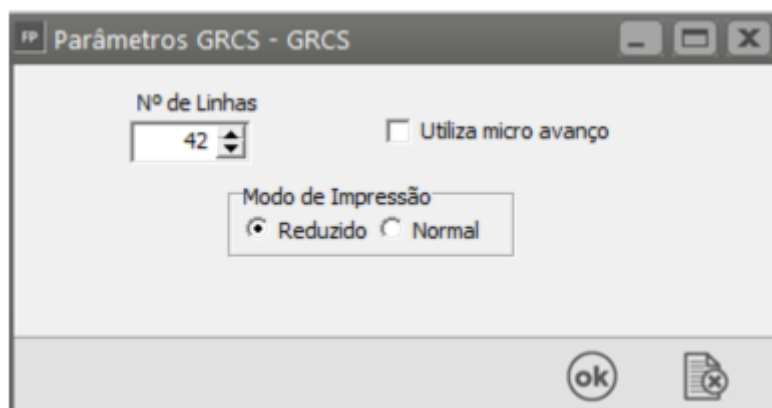 FP Parâmetros GRCS - GRCS
Nº de Linhas
42
Utiliza micro avanço
Modo de Impressão
Reduzido Normal
ok